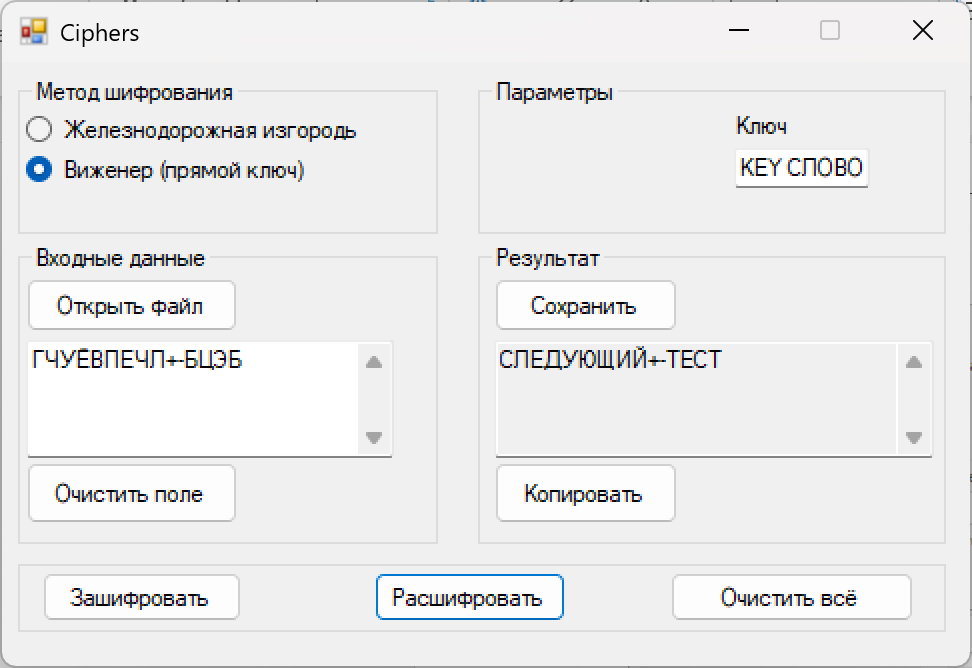 Ciphers
Метод шифрования
Железнодорожная изгородь
Виженер (прямой ключ)
Параметры
Ключ
KEY СЛОВО
Входные данные
Открыть файл
ГЧУЁВПЕЧЛ+-БЦЭБ
Очистить поле
Результат
Сохранить
СЛЕДУЮЩИЙ+-ТЕСТ
Копировать
Зашифровать
Расшифровать
Очистить всё